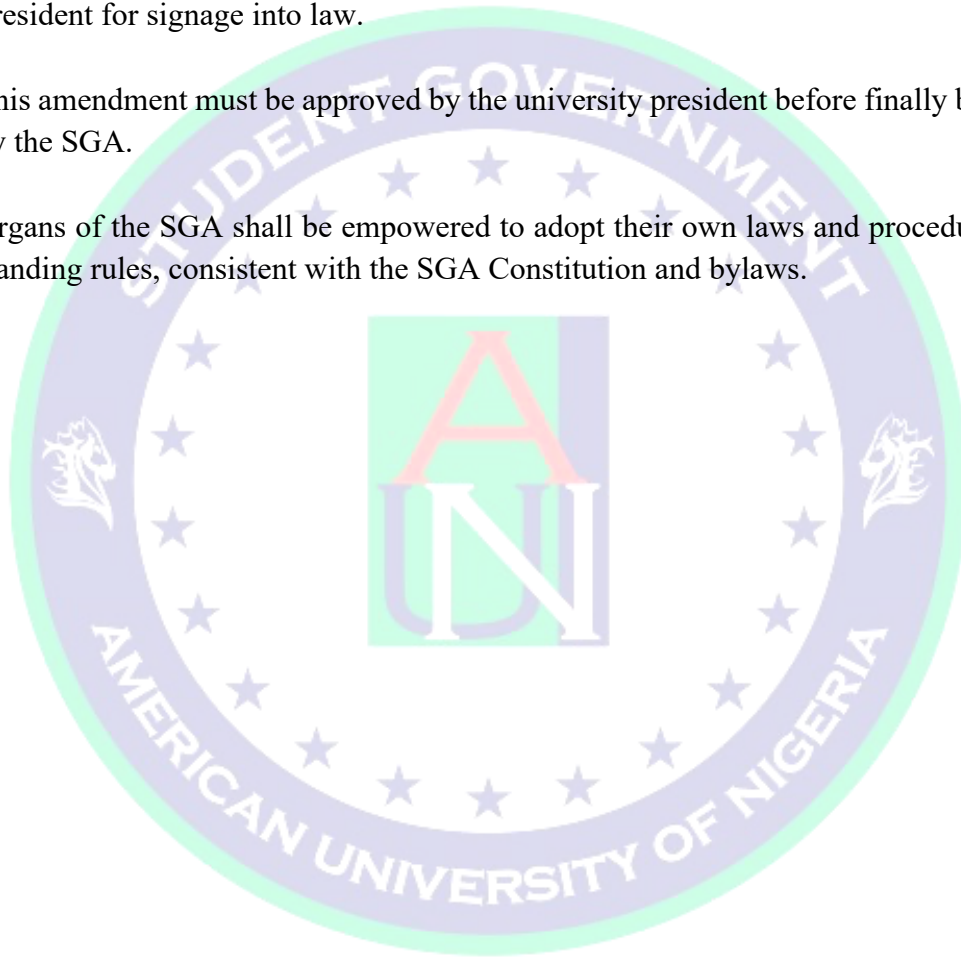 resident for signage into law.
his amendment must be approved by the university president before finally b
y the SGA.
rgans of the SGA shall be empowered to adopt their own laws and procedu
anding rules, consistent with the SGA Constitution and bylaws.
STUDENT GOVERNMENT
A
UN
AMERICAN UNIVERSITY OF NIGERIA